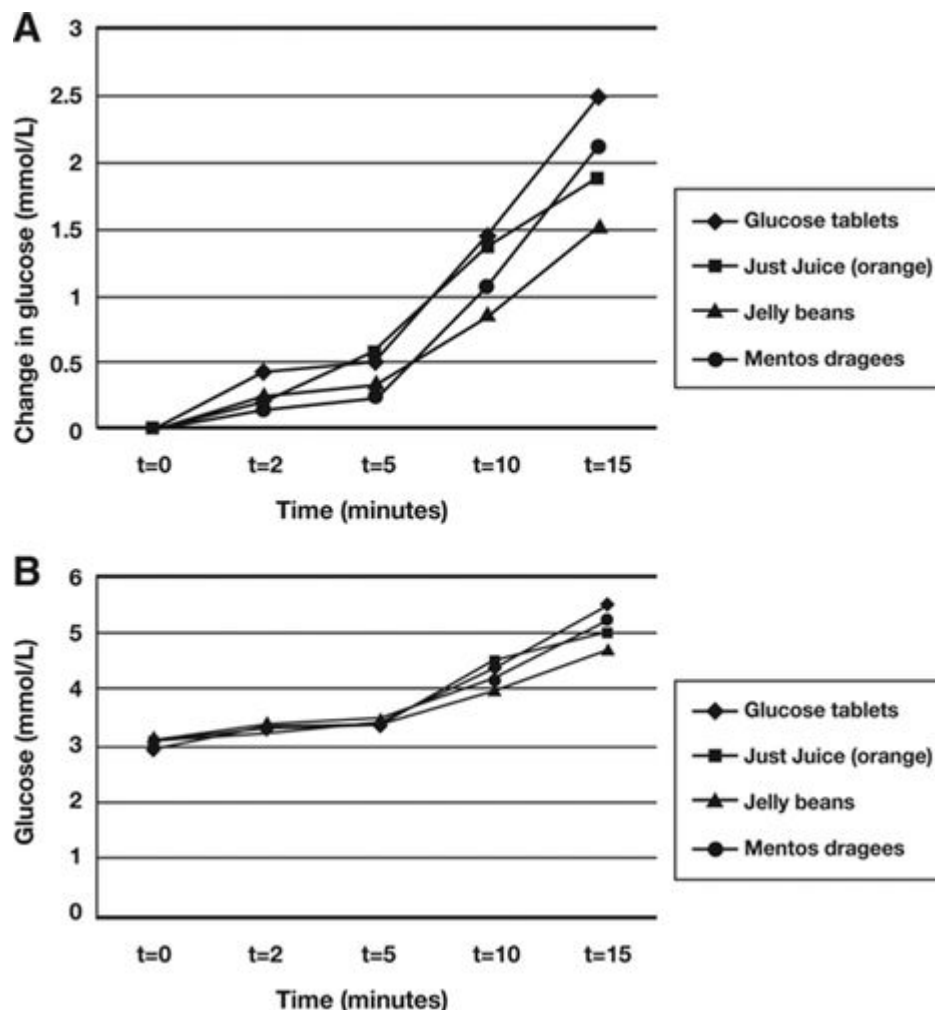 A
3
2.5
2
1.5
1
0.5
0
Change in glucose (mmol/L)
t=0 t=2 t=5 t=10 t=15
Time (minutes)
Glucose tablets
Just Juice (orange)
Jelly beans
Mentos dragees
B
6
5
4
3
2
1
0
Glucose (mmol/L)
t=0 t=2 t=5 t=10 t=15
Time (minutes)
Glucose tablets
Just Juice (orange)
Jelly beans
Mentos dragees